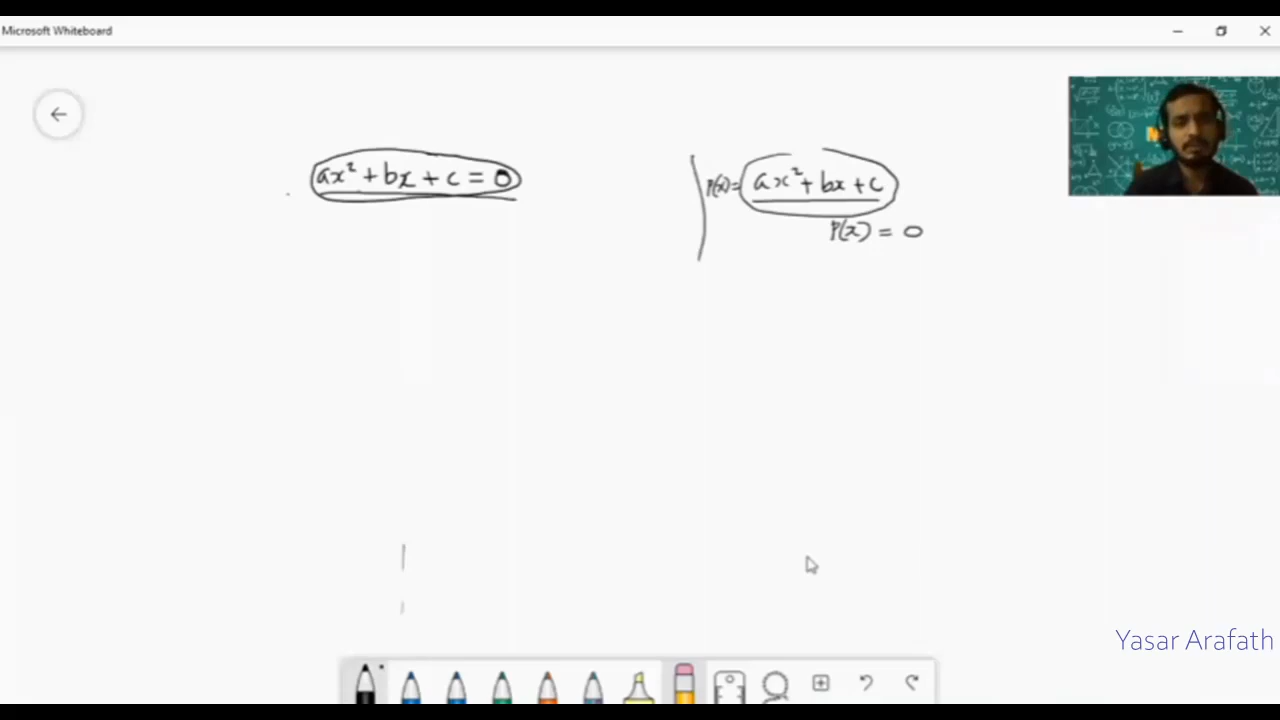 Microsoft Whiteboard
ax² + bx + c = 0
P(x) = ax² + bx + c
P(x) = 0
Yasar Arafath